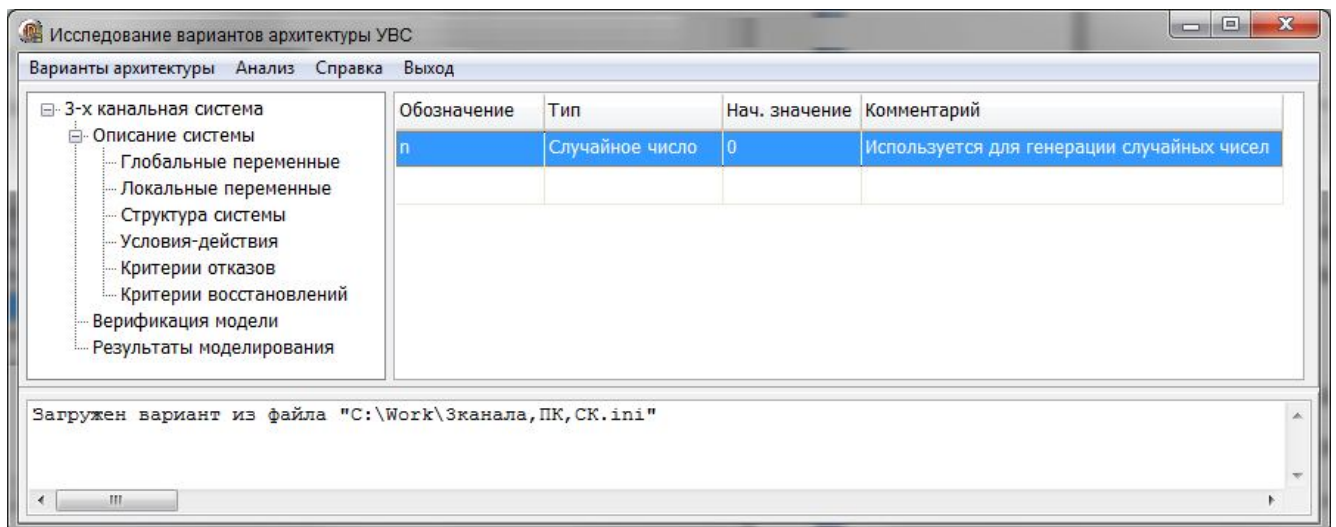 Исследование вариантов архитектуры УВС
Варианты архитектуры Анализ Справка Выход
3-х канальная система
Описание системы
Глобальные переменные
Локальные переменные
Структура системы
Условия-действия
Критерии отказов
Критерии восстановлений
Верификация модели
Результаты моделирования
Обозначение Тип Нач. значение Комментарий
n Случайное число 0 Используется для генерации случайных чисел
Загружен вариант из файла "C:\Work\3канала,ПК,СК.ini"